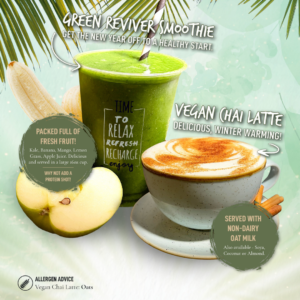 GREEN REVIVER SMOOTHIE
GET THE NEW YEAR OFF TO A HEALTHY START.
TIME
TO
RELAX
REFRESH
RECHARGE
enjoy
VEGAN CHAI LATTE
DELICIOUS, WINTER WARMING!
PACKED FULL OF
FRESH FRUIT!
Kale, Banana, Mango, Lemon
Grass, Apple Juice. Delicious
and served in a large size cup.
WHY NOT ADD A
PROTEIN SHOT!
SERVED WITH
NON-DAIRY
OAT MILK
Also available - Soya,
Coconut or Almond.
ALLERGEN ADVICE
Vegan Chai Latte: Oats